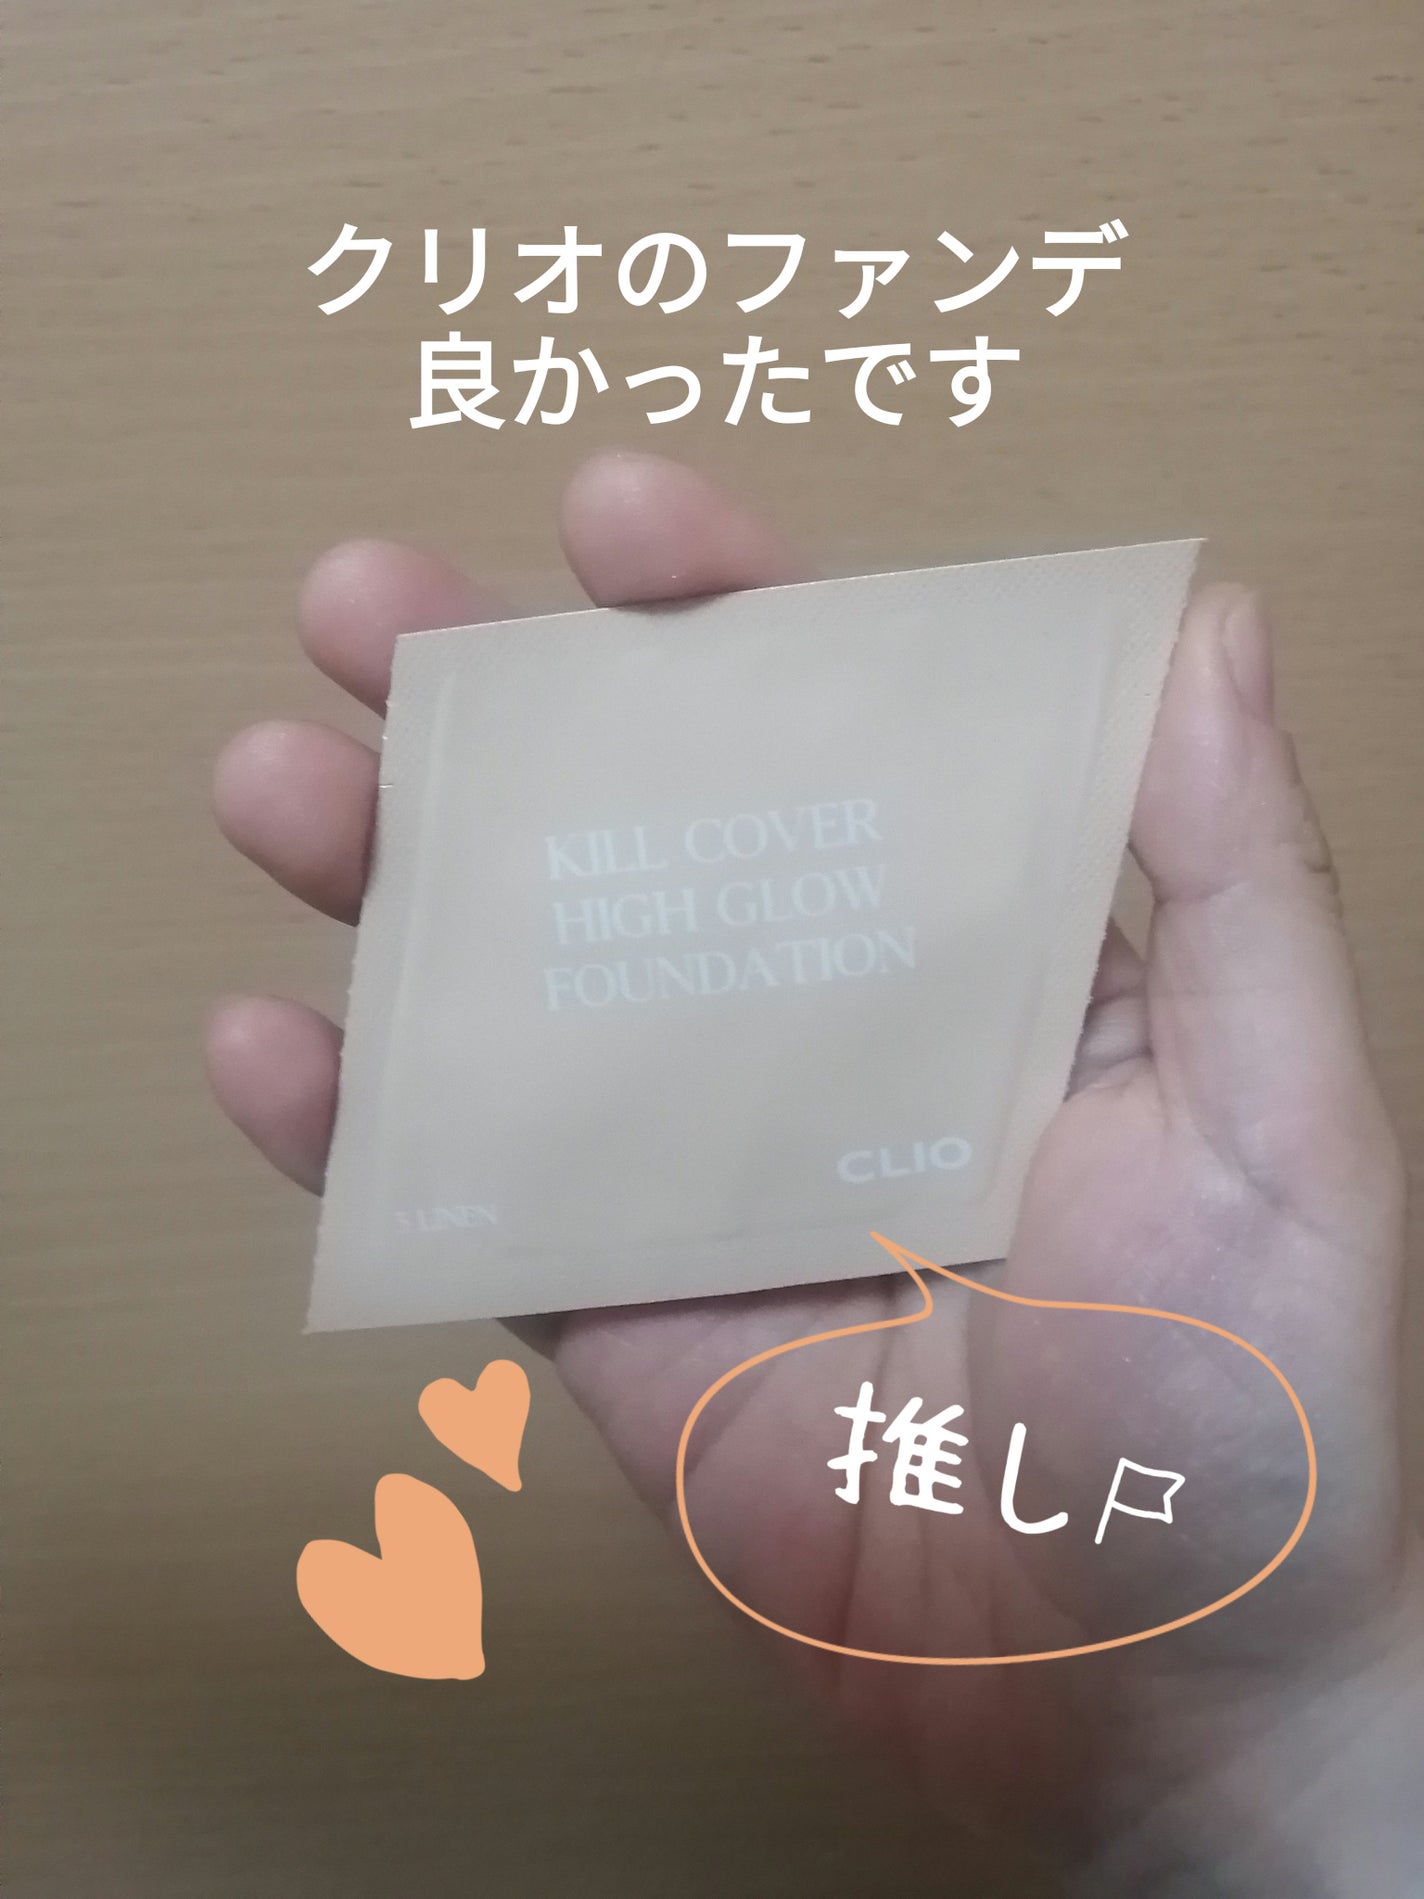 クリオのファンデ
良かったです
KILL COVER
HIGH GLOW
FOUNDATION
CLIO
LINEN
推し